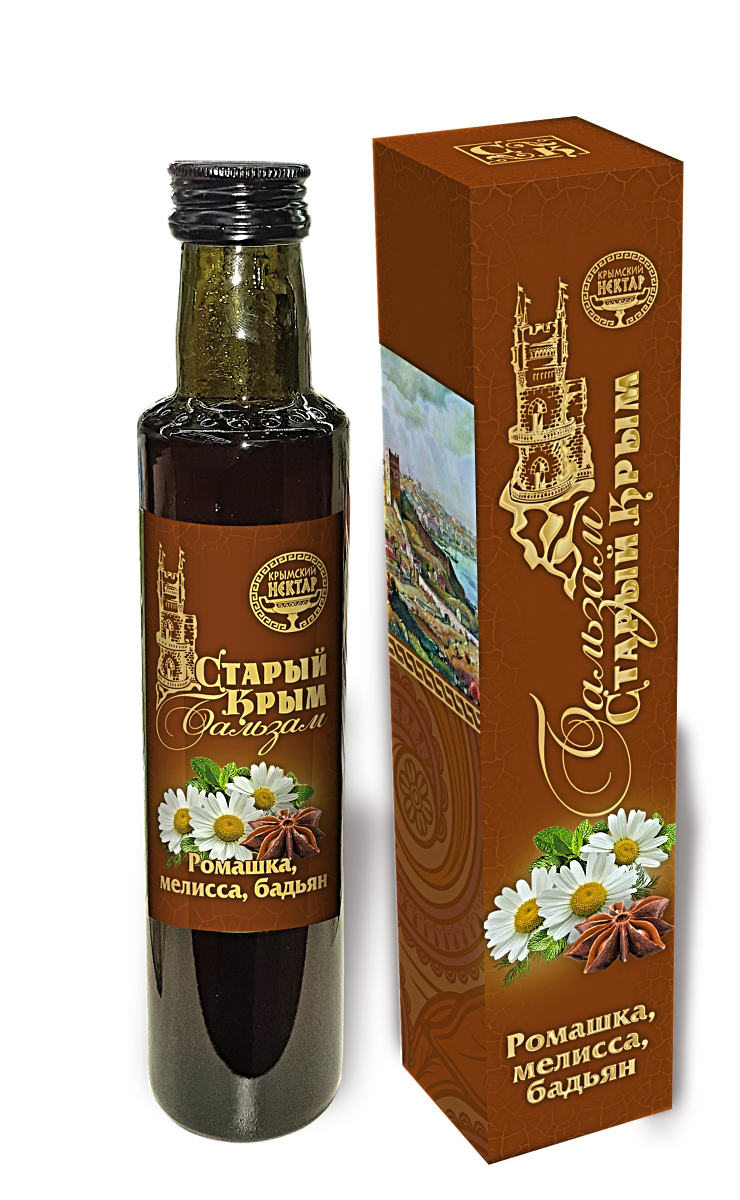 КРЫМСКИЙ
НЕКТАР
СТАРЫЙ
КРЫМ
Бальзам
Ромашка,
мелисса, бадьян
СК
КРЫМСКИЙ
НЕКТАР
Бальзам
СТАРЫЙ КРЫМ
Ромашка,
мелисса,
бадьян